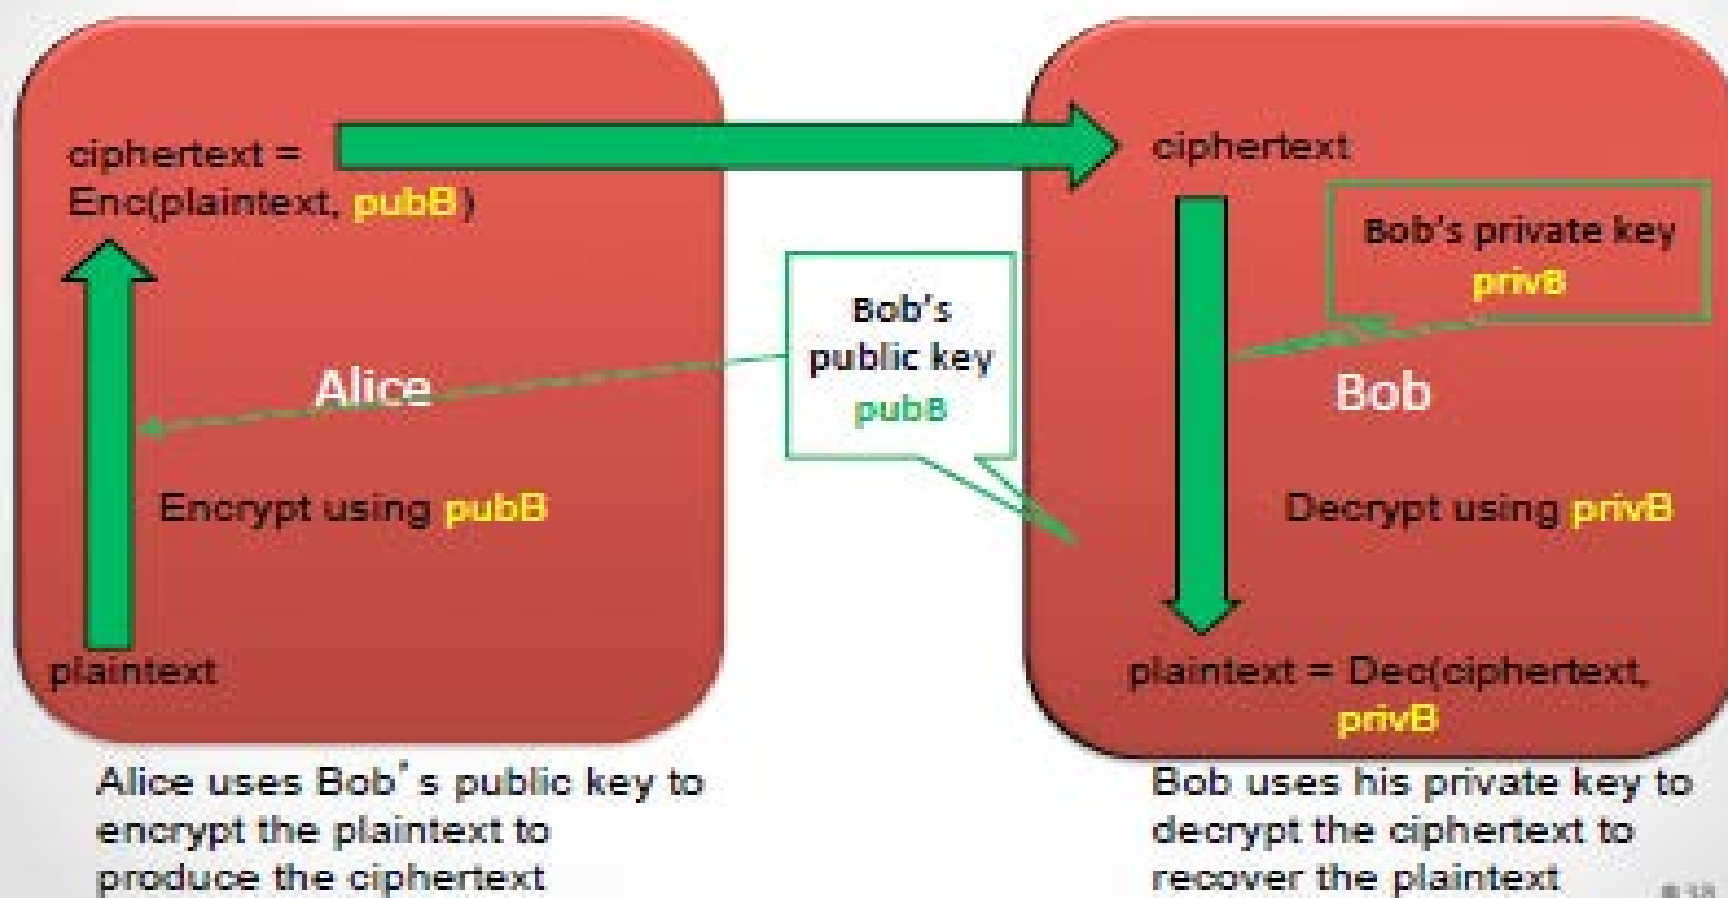 ciphertext =
Enc(plaintext, pubB)
Alice
Encrypt using pubB
plaintext
Alice uses Bob's public key to
encrypt the plaintext to
produce the ciphertext
Bob's
public key
pubB
ciphertext
Bob's private key
privB
Bob
Decrypt using privB
plaintext = Dec(ciphertext,
privB
Bob uses his private key to
decrypt the ciphertext to
recover the plaintext